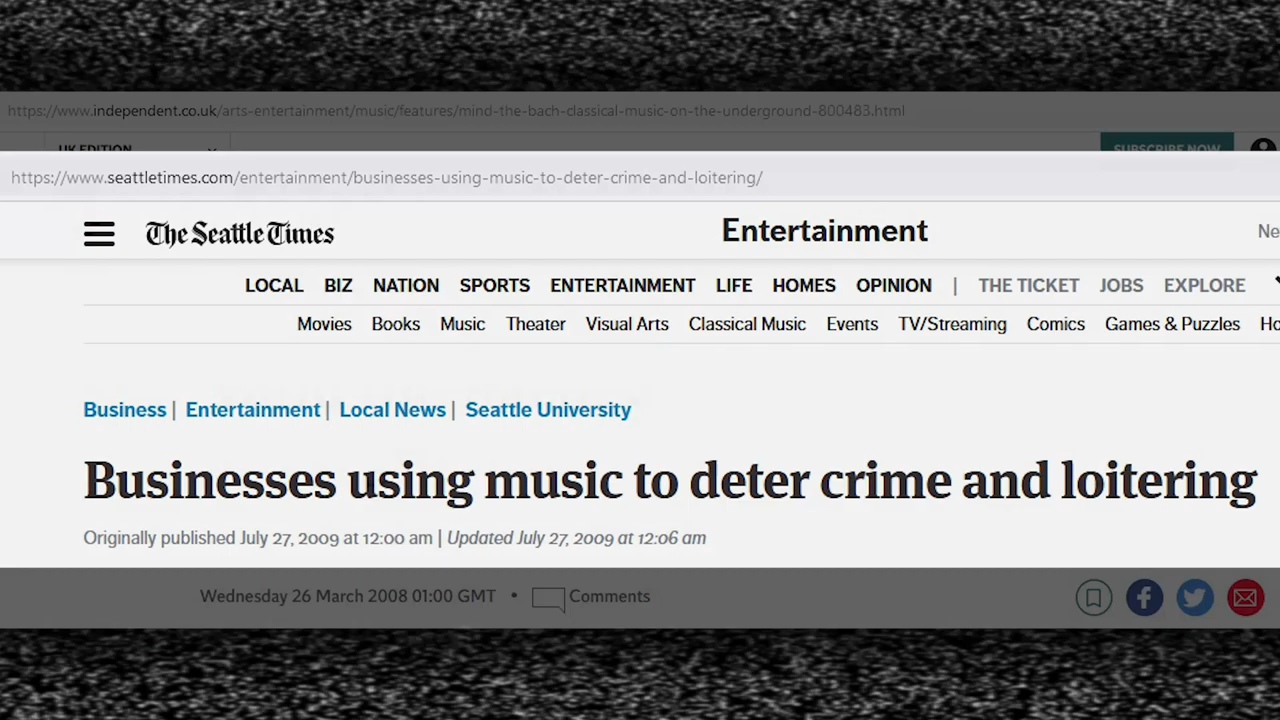 https://www.independent.co.uk/arts-entertainment/music/features/mind-the-bach-classical-music-on-the-underground-800483.html
UK EDITION SUBSCRIBE NOW
https://www.seattletimes.com/entertainment/businesses-using-music-to-deter-crime-and-loitering/
The Seattle Times Entertainment
LOCAL BIZ NATION SPORTS ENTERTAINMENT LIFE HOMES OPINION | THE TICKET JOBS EXPLORE
Movies Books Music Theater Visual Arts Classical Music Events TV/Streaming Comics Games & Puzzles
Business | Entertainment | Local News | Seattle University
Businesses using music to deter crime and loitering
Originally published July 27, 2009 at 12:00 am | Updated July 27, 2009 at 12:06 am
Wednesday 26 March 2008 01:00 GMT • Comments